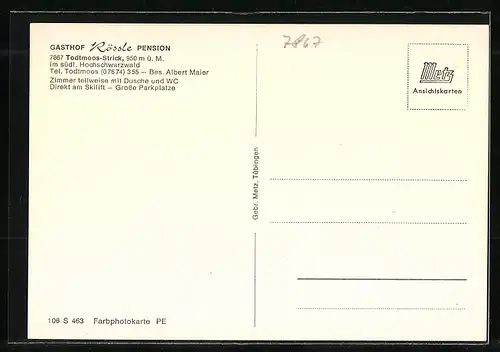 GASTHOF Rössle PENSION
7867 Todtmoos-Strick, 950 m ü. M.
im südl. Hochschwarzwald
Tel. Todtmoos (07674) 355 – Bes. Albert Maier
Zimmer teilweise mit Dusche und WC
Direkt am Skilift – Große Parkplätze
7867
Metz
Ansichtskarten
Gebr. Metz, Tübingen
108 S 463 Farbphotokarte PE